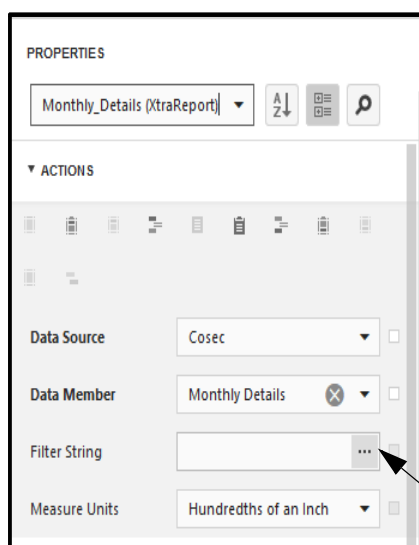 PROPERTIES
Monthly_Details (XtraReport)
A
Z
ACTIONS
Data Source Cosec
Data Member Monthly Details
Filter String ...
Measure Units Hundredths of an Inch